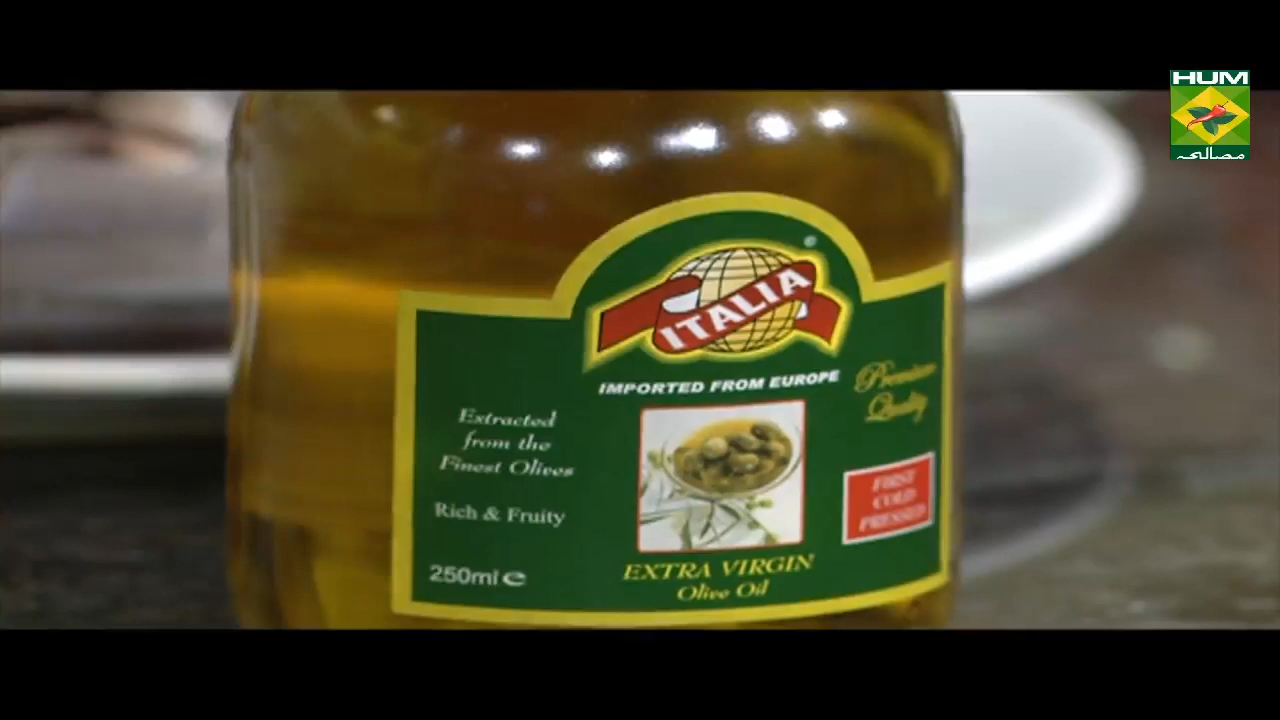 HUM
مصالحہ
ITALIA
®
IMPORTED FROM EUROPE
Premium
Quality
Extracted
from the
Finest Olives
Rich & Fruity
FIRST
COLD
PRESSED
250ml e
EXTRA VIRGIN
Olive Oil